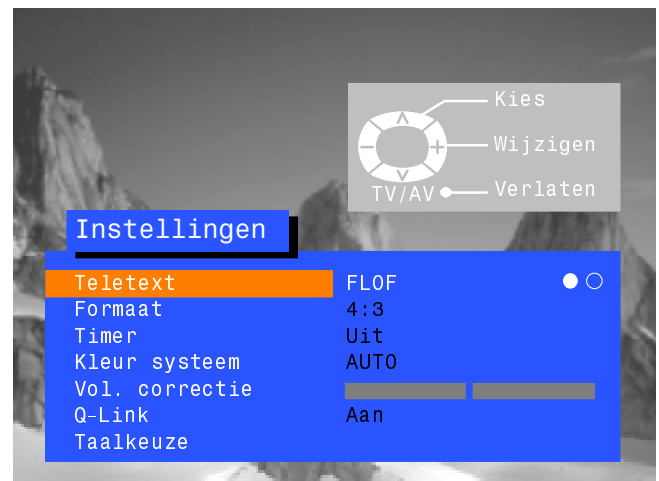 Kies
Wijzigen
TV/AV Verlaten
Instellingen
Teletext FLOF
Formaat 4:3
Timer Uit
Kleur systeem AUTO
Vol. correctie
Q-Link Aan
Taalkeuze